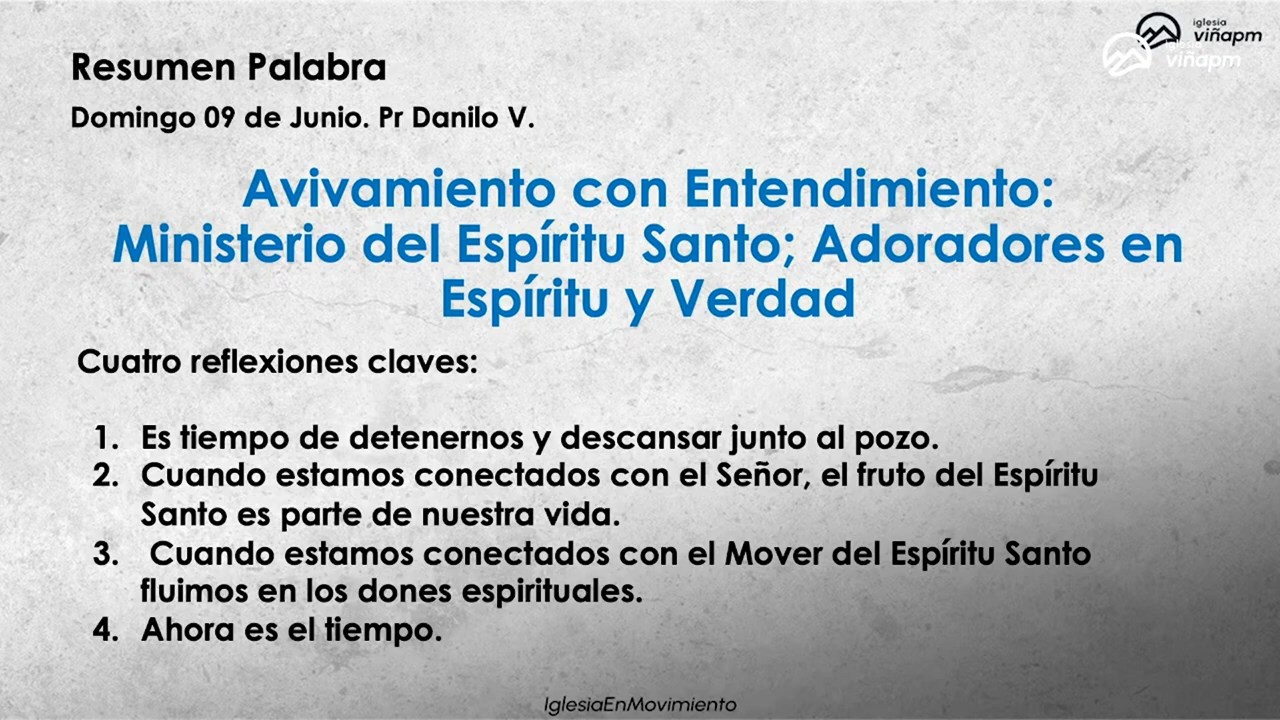 iglesia
viñapm
iglesia
viñapm
Resumen Palabra
Domingo 09 de Junio. Pr Danilo V.
Avivamiento con Entendimiento:
Ministerio del Espíritu Santo; Adoradores en
Espíritu y Verdad
Cuatro reflexiones claves:
1. Es tiempo de detenernos y descansar junto al pozo.
2. Cuando estamos conectados con el Señor, el fruto del Espíritu
Santo es parte de nuestra vida.
3. Cuando estamos conectados con el Mover del Espíritu Santo
fluimos en los dones espirituales.
4. Ahora es el tiempo.
IglesiaEnMovimiento